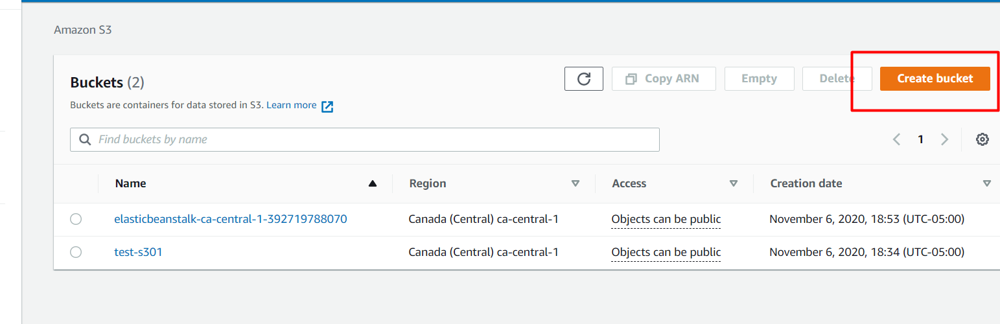 Amazon S3
Buckets (2)
Copy ARN
Empty
Delete
Create bucket
Buckets are containers for data stored in S3. Learn more
Find buckets by name
1
Name Region Access Creation date
elasticbeanstalk-ca-central-1-392719788070 Canada (Central) ca-central-1 Objects can be public November 6, 2020, 18:53 (UTC-05:00)
test-s301 Canada (Central) ca-central-1 Objects can be public November 6, 2020, 18:34 (UTC-05:00)